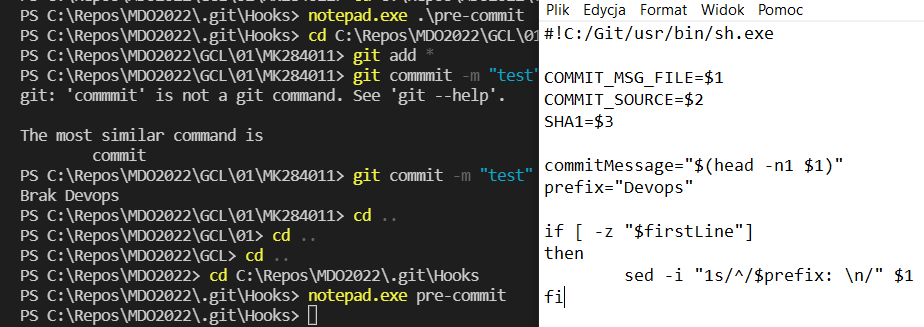 PS C:\Repos\MDO2022\.git\Hooks> notepad.exe .\pre-commit
PS C:\Repos\MDO2022\.git\Hooks> cd C:\Repos\MDO2022\GCL\01
PS C:\Repos\MDO2022\GCL\01\MK284011> git add *
PS C:\Repos\MDO2022\GCL\01\MK284011> git commmit -m "test"
git: 'commmit' is not a git command. See 'git --help'.
The most similar command is
commit
PS C:\Repos\MDO2022\GCL\01\MK284011> git commit -m "test"
Brak Devops
PS C:\Repos\MDO2022\GCL\01\MK284011> cd ..
PS C:\Repos\MDO2022\GCL\01> cd ..
PS C:\Repos\MDO2022\GCL> cd ..
PS C:\Repos\MDO2022> cd C:\Repos\MDO2022\.git\Hooks
PS C:\Repos\MDO2022\.git\Hooks> notepad.exe pre-commit
PS C:\Repos\MDO2022\.git\Hooks>
Plik Edycja Format Widok Pomoc
#!C:/Git/usr/bin/sh.exe
COMMIT_MSG_FILE=$1
COMMIT_SOURCE=$2
SHA1=$3
commitMessage="$(head -n1 $1)"
prefix="Devops"
if [ -z "$firstLine"]
then
sed -i "1s/^/$prefix: \n/" $1
fi